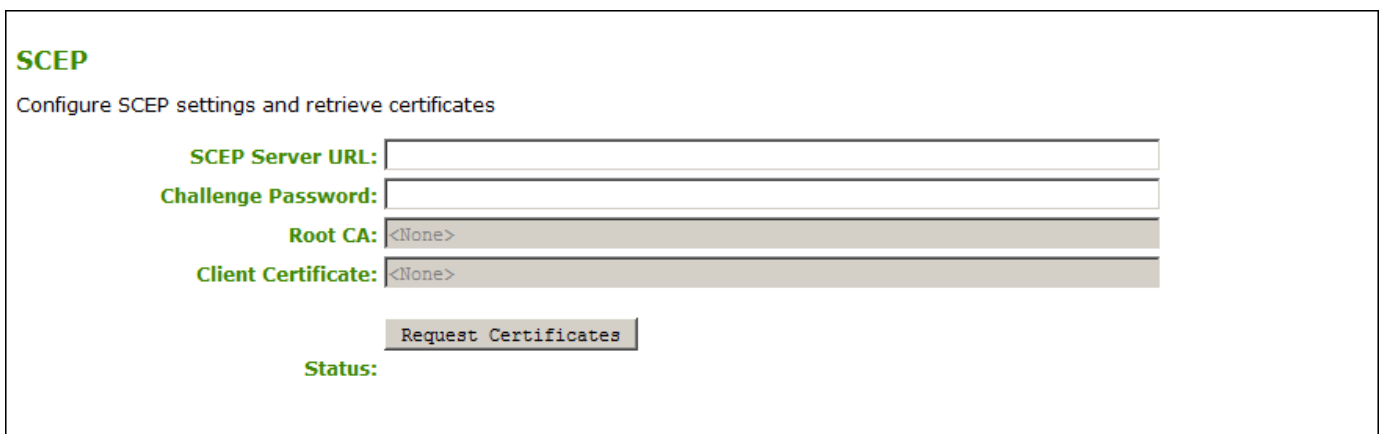 SCEP
Configure SCEP settings and retrieve certificates
SCEP Server URL:
Challenge Password:
Root CA: <None>
Client Certificate: <None>
Request Certificates
Status: